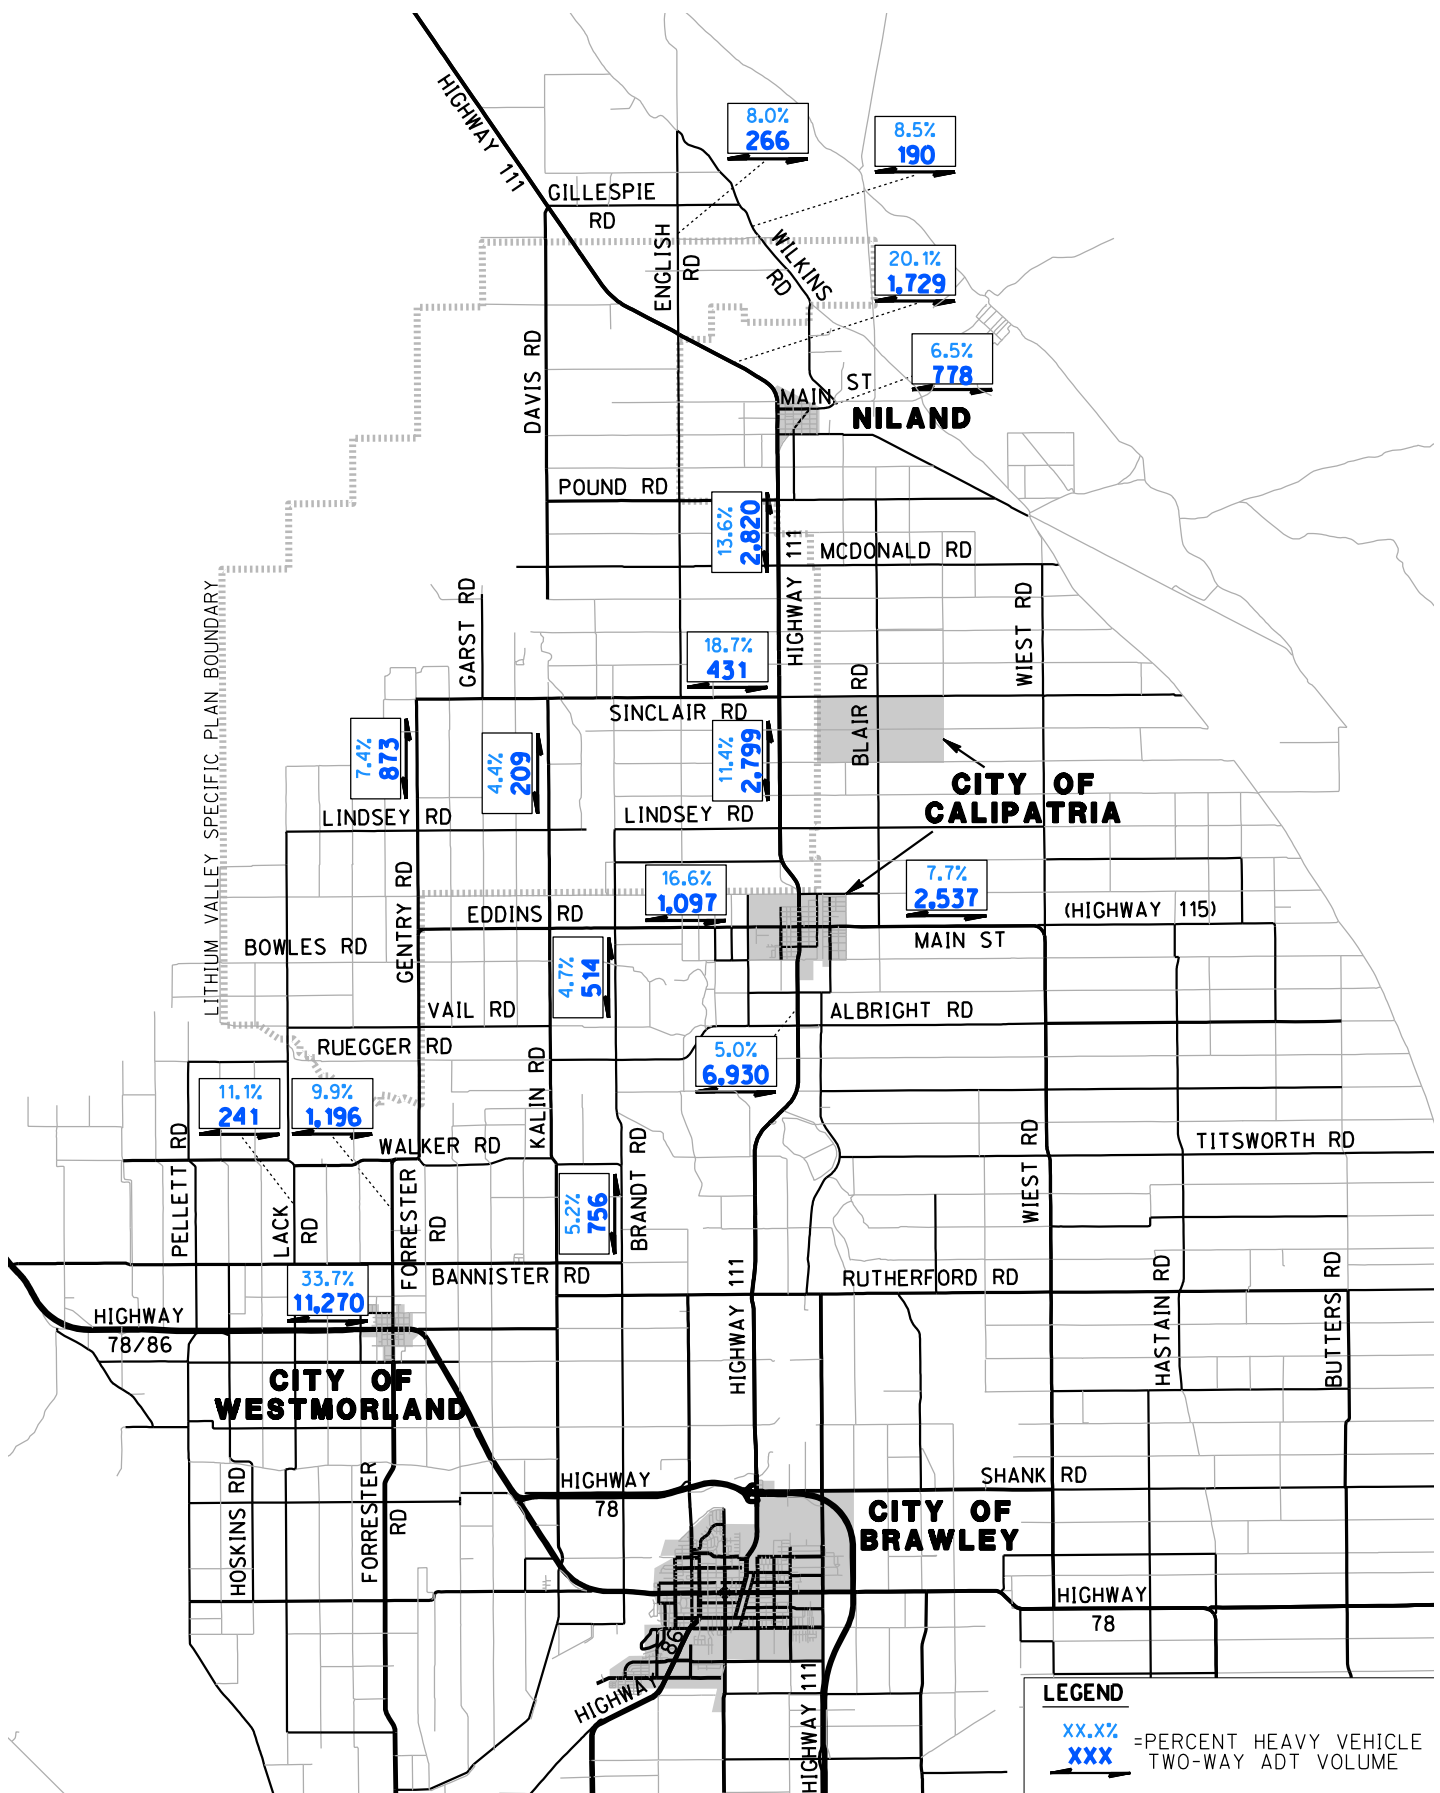 HIGHWAY 111
8.0%
266
8.5%
190
GILLESPIE
RD
ENGLISH
RD
WILKINS
RD
20.1%
1,729
DAVIS RD
6.5%
778
MAIN ST
NILAND
POUND RD
13.6%
2,820
HIGHWAY 111
MCDONALD RD
LITHIUM VALLEY SPECIFIC PLAN BOUNDARY
GARST RD
WIEST RD
18.7%
431
BLAIR RD
SINCLAIR RD
7.4%
873
4.4%
209
11.4%
2,799
CITY OF
CALIPATRIA
LINDSEY RD
LINDSEY RD
GENTRY RD
16.6%
1,097
7.7%
2,537
EDDINS RD
(HIGHWAY 115)
BOWLES RD
MAIN ST
4.7%
514
VAIL RD
ALBRIGHT RD
RUEGGER RD
KALIN RD
5.0%
6,930
11.1%
241
9.9%
1,196
PELLETT RD
WALKER RD
BRANDT RD
WIEST RD
TITSWORTH RD
LACK
RD
FORRESTER
RD
5.2%
756
33.7%
11,270
BANNISTER RD
HIGHWAY 111
RUTHERFORD RD
HASTAIN RD
BUTTERS RD
HIGHWAY
78/86
CITY OF
WESTMORLAND
HOSKINS RD
FORRESTER
RD
HIGHWAY
78
SHANK RD
CITY OF
BRAWLEY
HIGHWAY
78
HIGHWAY 86
HIGHWAY 111
LEGEND
XX.X%
XXX
=PERCENT HEAVY VEHICLE
TWO-WAY ADT VOLUME